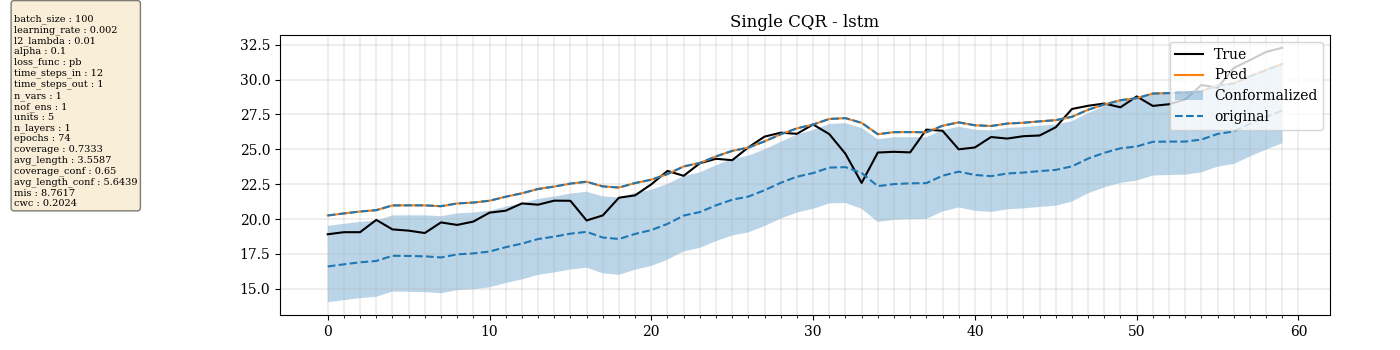 batch_size : 100
learning_rate : 0.002
l2_lambda : 0.01
alpha : 0.1
loss_func : pb
time_steps_in : 12
time_steps_out : 1
n_vars : 1
nof_ens : 1
units : 5
n_layers : 1
epochs : 74
coverage : 0.7333
avg_length : 3.5587
coverage_conf : 0.65
avg_length_conf : 5.6439
mis : 8.7617
cwc : 0.2024
Single CQR - lstm
32.5
30.0
27.5
25.0
22.5
20.0
17.5
15.0
True
Pred
Conformalized
original
0 10 20 30 40 50 60